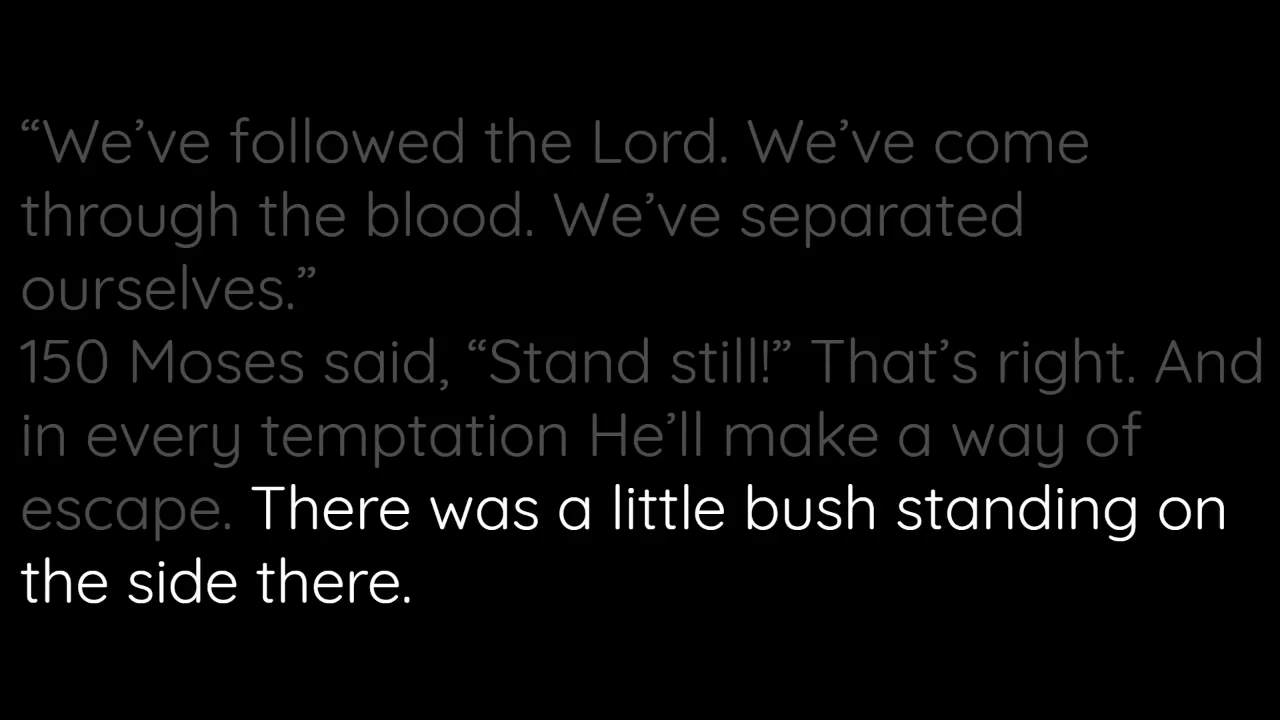 “We’ve followed the Lord. We’ve come
through the blood. We’ve separated
ourselves.”
150 Moses said, “Stand still!” That’s right. And
in every temptation He’ll make a way of
escape. There was a little bush standing on
the side there.